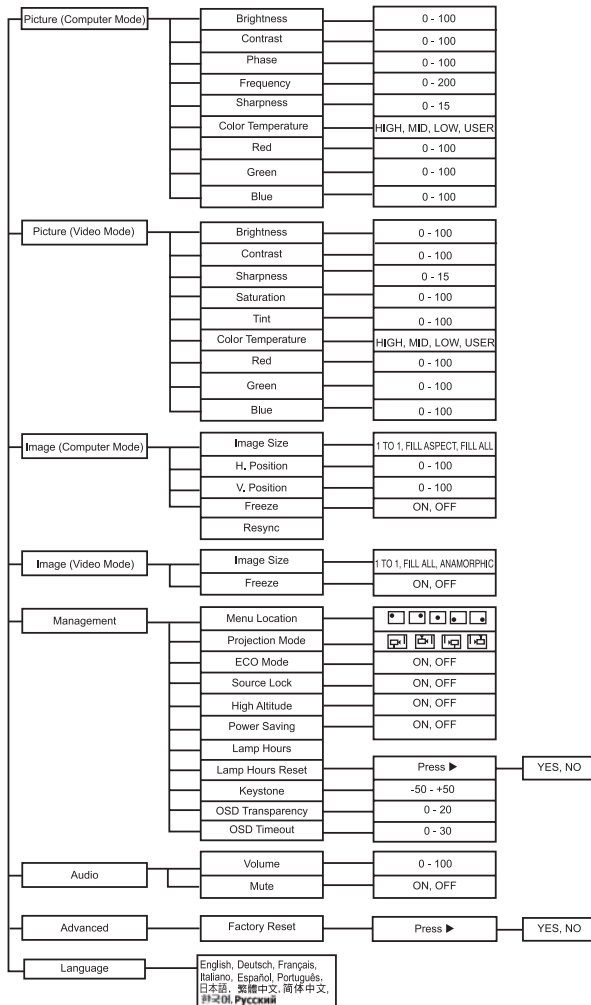 Picture (Computer Mode)
Brightness 0 - 100
Contrast 0 - 100
Phase 0 - 100
Frequency 0 - 200
Sharpness 0 - 15
Color Temperature HIGH, MID, LOW, USER
Red 0 - 100
Green 0 - 100
Blue 0 - 100
Picture (Video Mode)
Brightness 0 - 100
Contrast 0 - 100
Sharpness 0 - 15
Saturation 0 - 100
Tint 0 - 100
Color Temperature HIGH, MID, LOW, USER
Red 0 - 100
Green 0 - 100
Blue 0 - 100
Image (Computer Mode)
Image Size 1 TO 1, FILL ASPECT, FILL ALL
H. Position 0 - 100
V. Position 0 - 100
Freeze ON, OFF
Resync
Image (Video Mode)
Image Size 1 TO 1, FILL ALL, ANAMORPHIC
Freeze ON, OFF
Management
Menu Location
Projection Mode
ECO Mode ON, OFF
Source Lock ON, OFF
High Altitude ON, OFF
Power Saving ON, OFF
Lamp Hours
Lamp Hours Reset Press ▶ YES, NO
Keystone -50 - +50
OSD Transparency 0 - 20
OSD Timeout 0 - 30
Audio
Volume 0 - 100
Mute ON, OFF
Advanced
Factory Reset Press ▶ YES, NO
Language
English, Deutsch, Français,
Italiano, Español, Português,
日本語, 繁體中文, 简体中文,
한국어, Русский